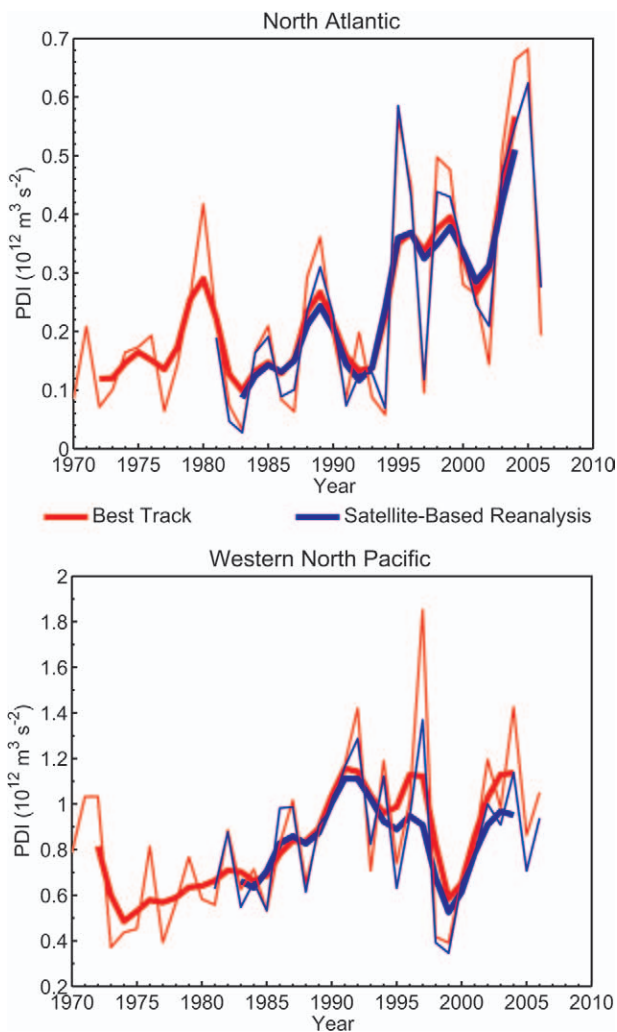 North Atlantic
0.7
0.6
0.5
0.4
0.3
0.2
0.1
0
PDI (10¹² m³ s⁻²)
1970 1975 1980 1985 1990 1995 2000 2005 2010
Year
Best Track Satellite-Based Reanalysis
Western North Pacific
2
1.8
1.6
1.4
1.2
1
0.8
0.6
0.4
0.2
PDI (10¹² m³ s⁻²)
1970 1975 1980 1985 1990 1995 2000 2005 2010
Year